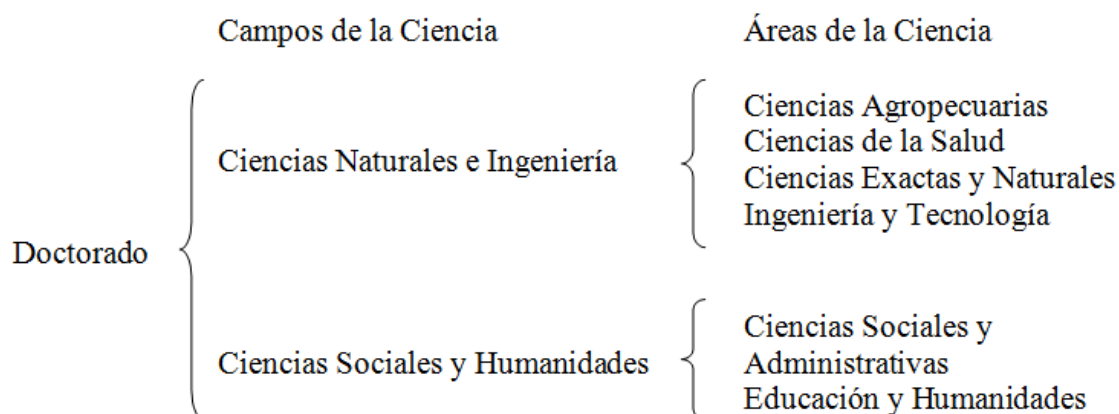 Campos de la Ciencia
Áreas de la Ciencia
Doctorado
Ciencias Naturales e Ingeniería
Ciencias Agropecuarias
Ciencias de la Salud
Ciencias Exactas y Naturales
Ingeniería y Tecnología
Ciencias Sociales y Humanidades
Ciencias Sociales y
Administrativas
Educación y Humanidades